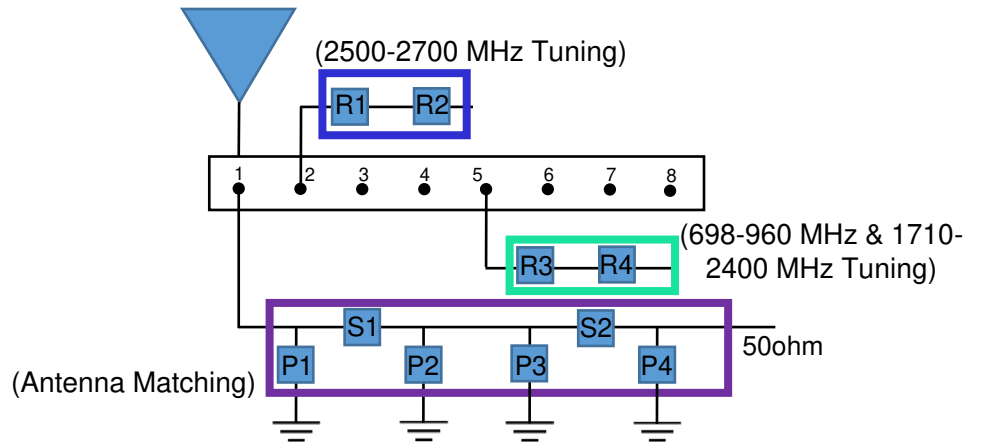 (2500-2700 MHz Tuning)
R1 R2
1 2 3 4 5 6 7 8
(698-960 MHz & 1710-
2400 MHz Tuning)
R3 R4
S1 S2
50ohm
P1 P2 P3 P4
(Antenna Matching)